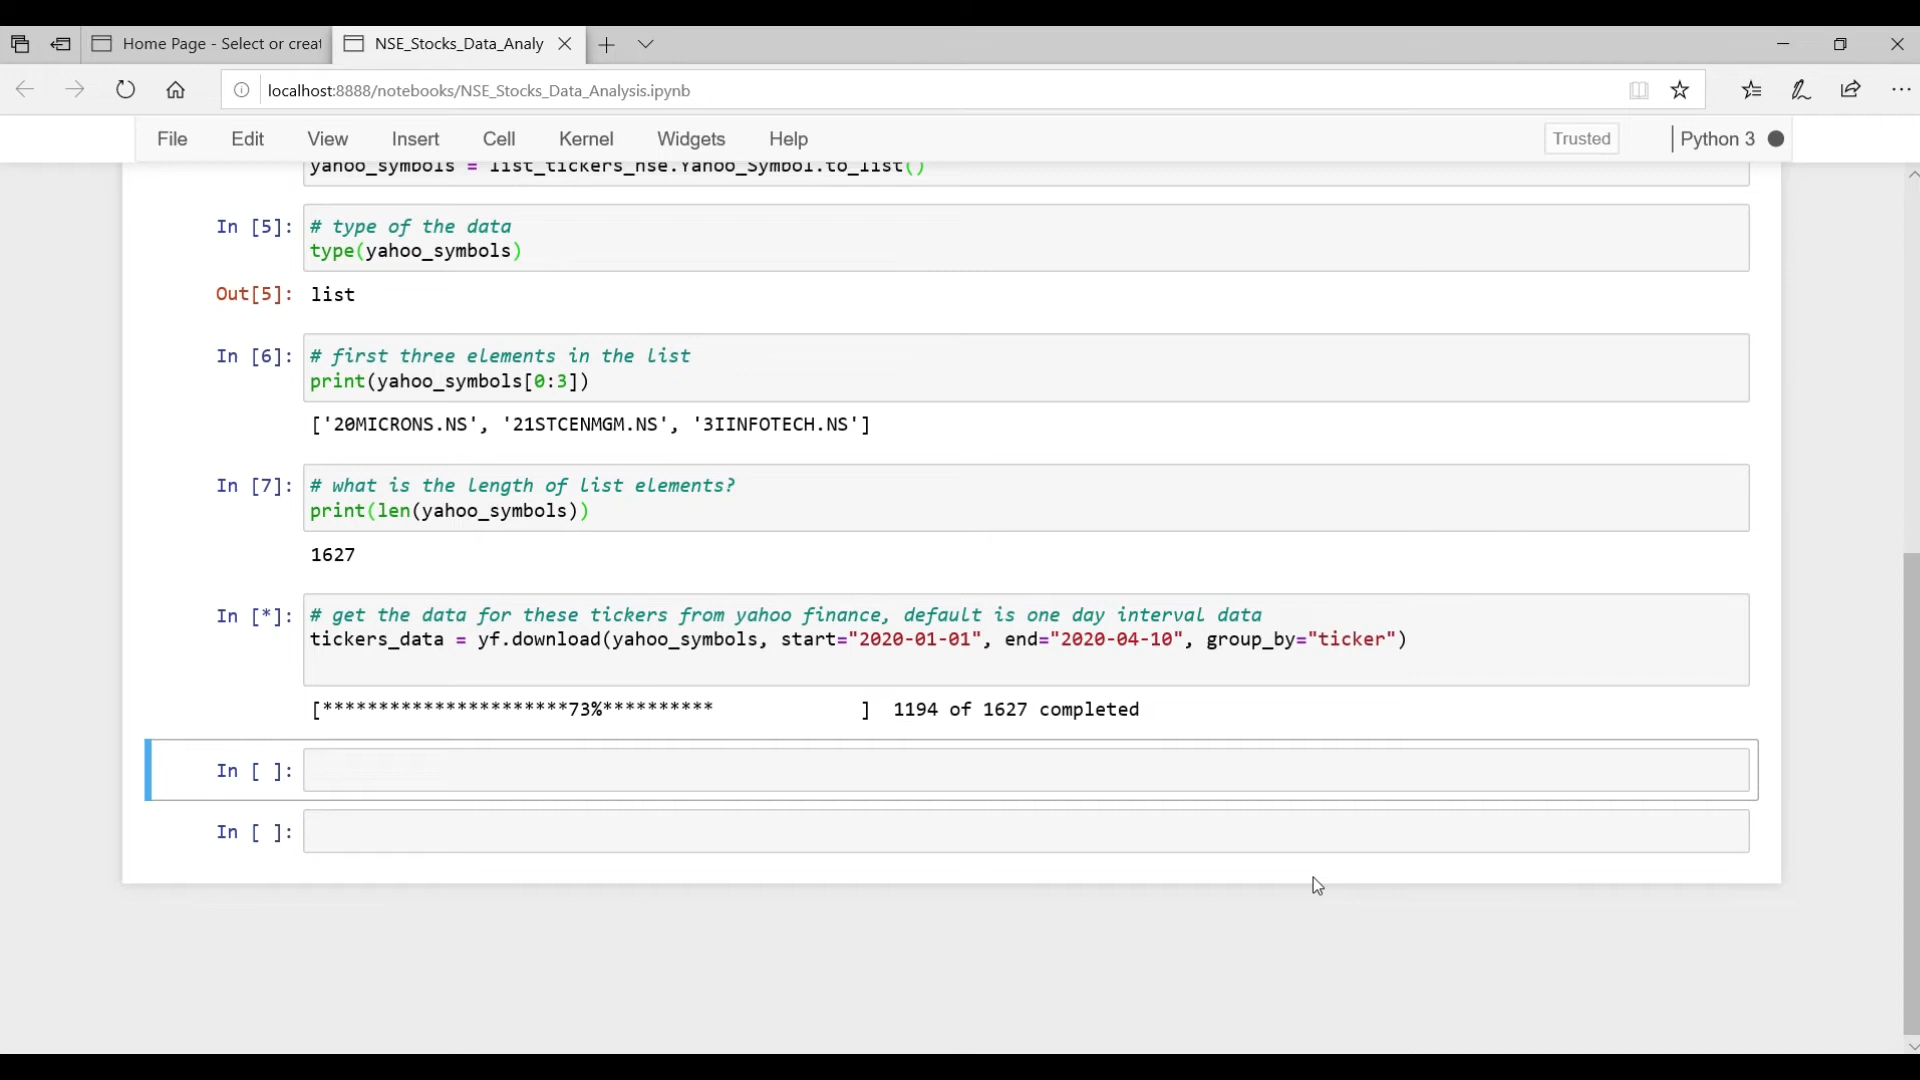 Home Page - Select or creat
NSE_Stocks_Data_Analy
localhost:8888/notebooks/NSE_Stocks_Data_Analysis.ipynb
File Edit View Insert Cell Kernel Widgets Help Trusted Python 3
yahoo_symbols = list_tickers_nse.Yahoo_Symbol.to_list()
In [5]: # type of the data
type(yahoo_symbols)
Out[5]: list
In [6]: # first three elements in the list
print(yahoo_symbols[0:3])
['20MICRONS.NS', '21STCENMGM.NS', '3IINFOTECH.NS']
In [7]: # what is the length of list elements?
print(len(yahoo_symbols))
1627
In [*]: # get the data for these tickers from yahoo finance, default is one day interval data
tickers_data = yf.download(yahoo_symbols, start="2020-01-01", end="2020-04-10", group_by="ticker")
[**********************73%********** ] 1194 of 1627 completed
In [ ]:
In [ ]: